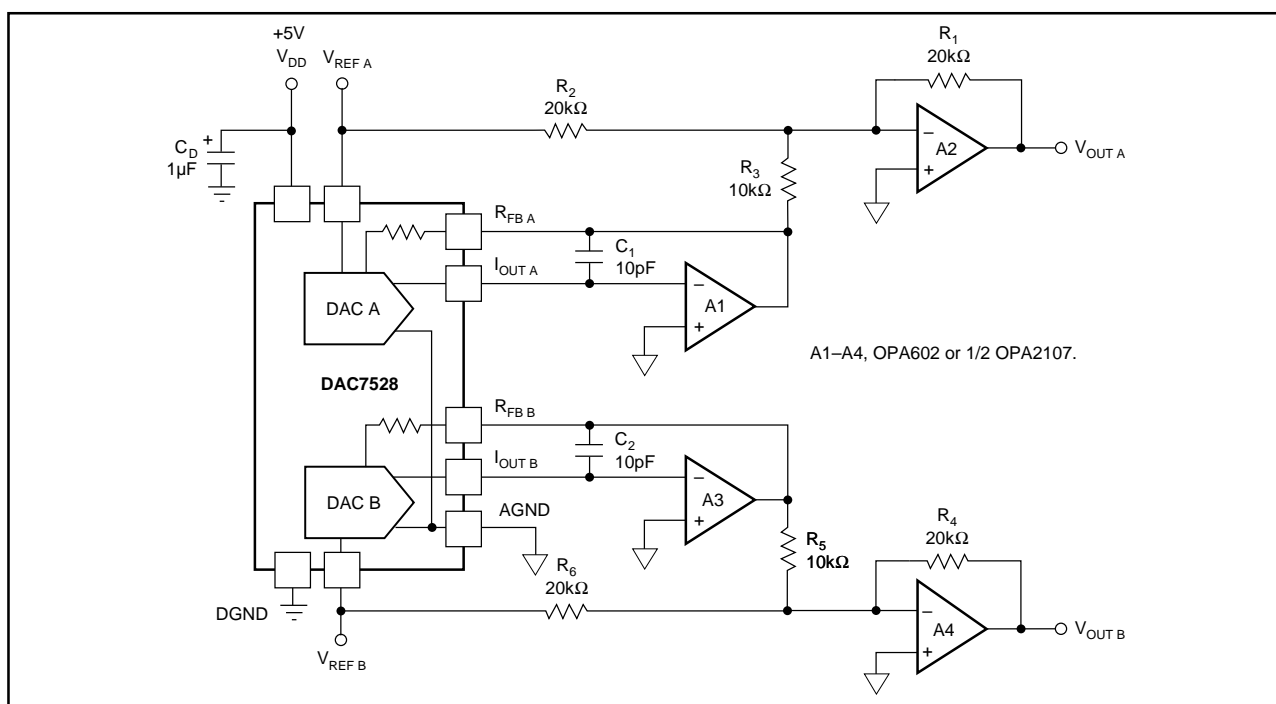 +5V
V_DD
V_REF A
C_D
+
1µF
R_2
20kΩ
R_1
20kΩ
−
A2
+
V_OUT A
R_3
10kΩ
R_FB A
C_1
10pF
I_OUT A
DAC A
−
A1
+
A1–A4, OPA602 or 1/2 OPA2107.
DAC7528
R_FB B
C_2
10pF
I_OUT B
DAC B
−
A3
+
AGND
R_5
10kΩ
R_4
20kΩ
R_6
20kΩ
DGND
V_REF B
−
A4
+
V_OUT B